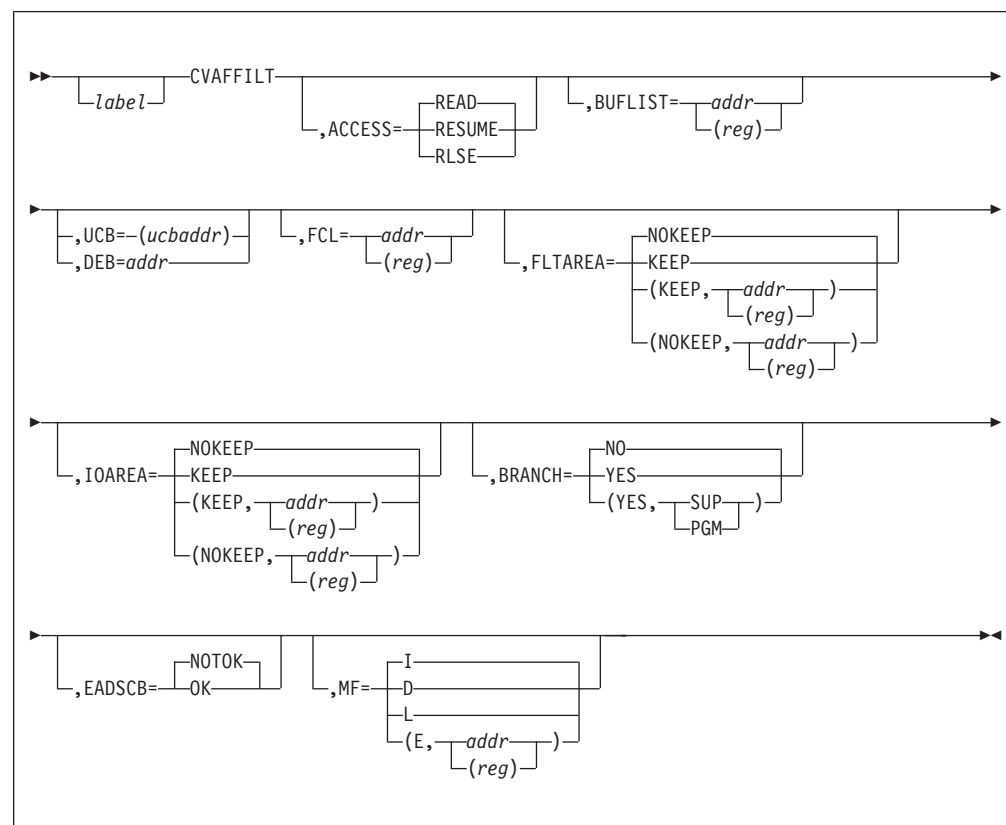 CVAFFILT
label
,ACCESS=
READ
RESUME
RLSE
,BUFLIST=
addr
(reg)
,UCB=
(ucbaddr)
,DEB=addr
,FCL=
addr
(reg)
,FLTAREA=
NOKEEP
KEEP
(KEEP,
addr
(reg)
)
(NOKEEP,
addr
(reg)
)
,IOAREA=
NOKEEP
KEEP
(KEEP,
addr
(reg)
)
(NOKEEP,
addr
(reg)
)
,BRANCH=
NO
YES
(YES,
SUP
PGM
)
,EADSCB=
NOTOK
OK
,MF=
I
D
L
(E,
addr
(reg)
)